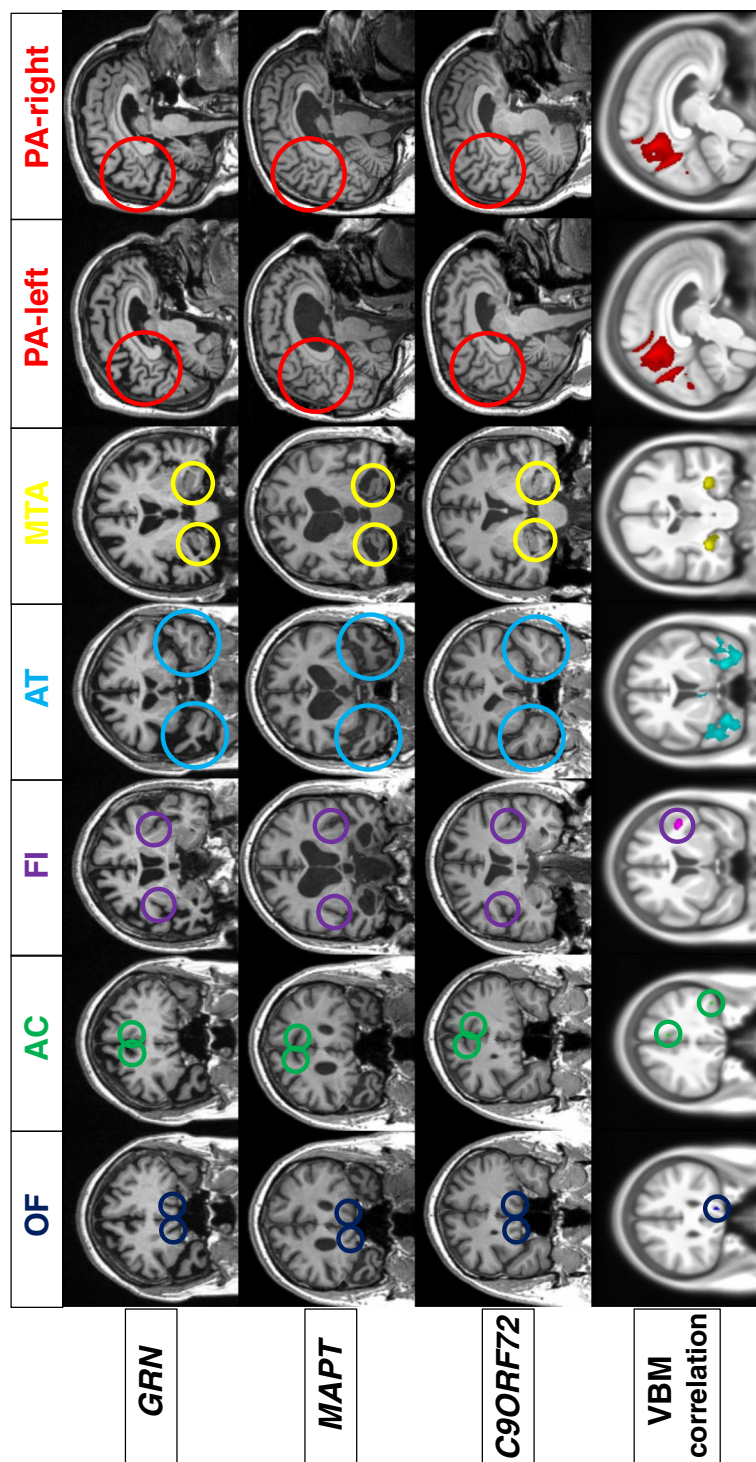 OF
AC
FI
AT
MTA
PA-left
PA-right
GRN
MAPT
C9ORF72
VBM
correlation